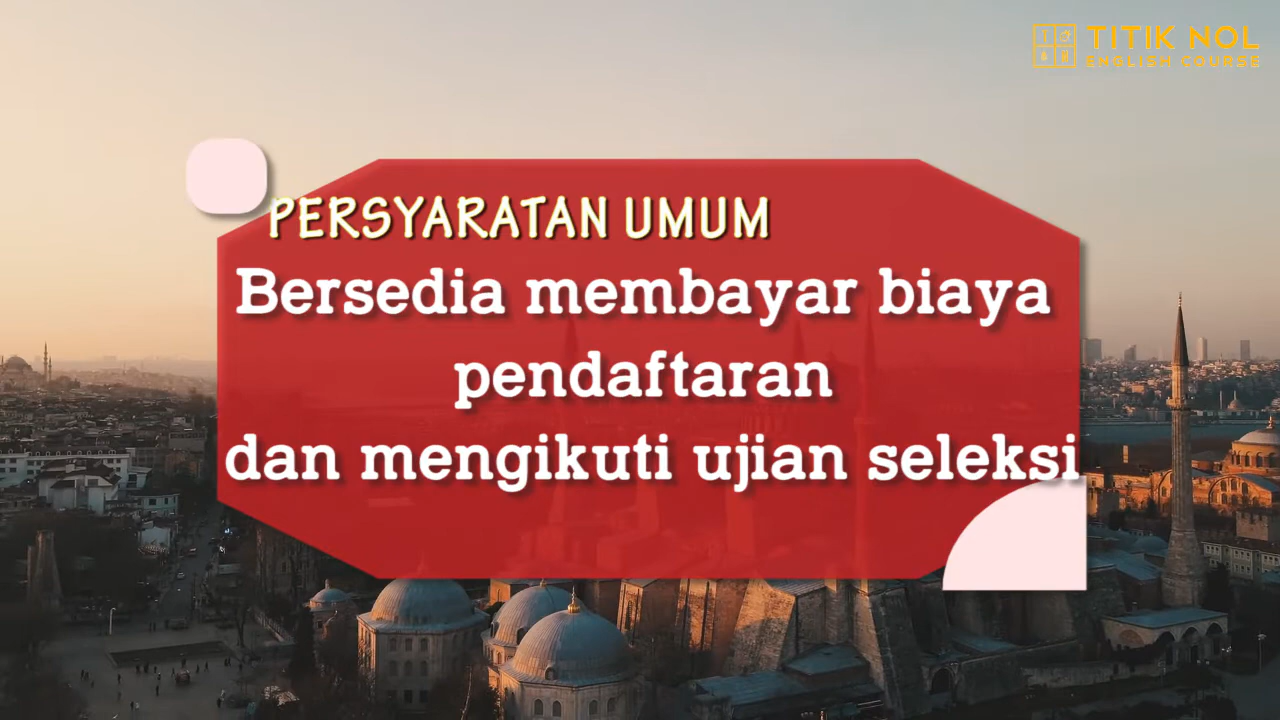 TITIK NOL
ENGLISH COURSE
PERSYARATAN UMUM
Bersedia membayar biaya
pendaftaran
dan mengikuti ujian seleksi